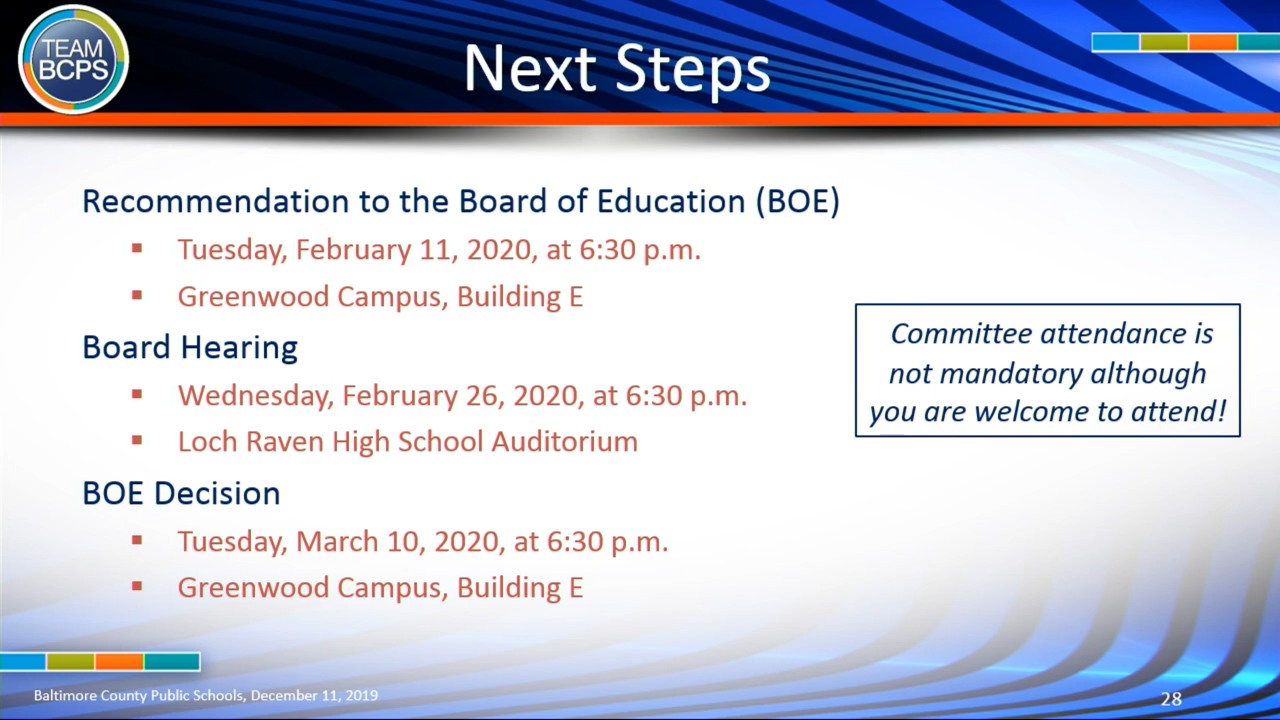 TEAM
BCPS
Next Steps
Recommendation to the Board of Education (BOE)
▪ Tuesday, February 11, 2020, at 6:30 p.m.
▪ Greenwood Campus, Building E
Board Hearing
▪ Wednesday, February 26, 2020, at 6:30 p.m.
▪ Loch Raven High School Auditorium
BOE Decision
▪ Tuesday, March 10, 2020, at 6:30 p.m.
▪ Greenwood Campus, Building E
Committee attendance is
not mandatory although
you are welcome to attend!
Baltimore County Public Schools, December 11, 2019
28